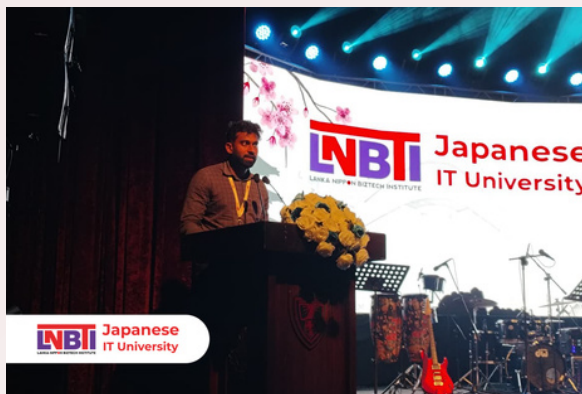 LNBTI
LANKA NIPPON BIZTECH INSTITUTE
Japanese
IT University
LNBTI
LANKA NIPPON BIZTECH INSTITUTE
Japanese
IT University